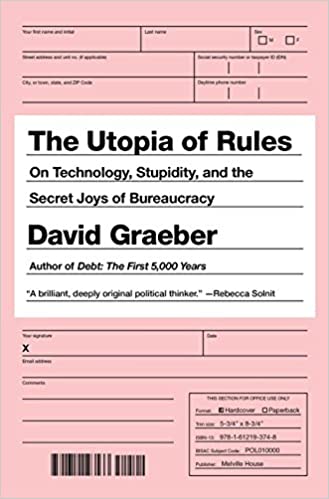 Your first name and initial Last name Sex
M F
Street address and unit no. (if applicable) Social security number or taxpayer ID (EIN)
City, or town, state, and ZIP Code Daytime phone number
The Utopia of Rules
On Technology, Stupidity, and the
Secret Joys of Bureaucracy
David Graeber
Author of Debt: The First 5,000 Years
“A brilliant, deeply original political thinker.” —Rebecca Solnit
Your signature Date
X
Email address
Comments
THIS SECTION FOR OFFICE USE ONLY
Format: Hardcover Paperback
Trim size: 5-3/4" x 8-3/4"
ISBN-13: 978-1-61219-374-8
BISAC Subject Code: POL010000
Publisher: Melville House